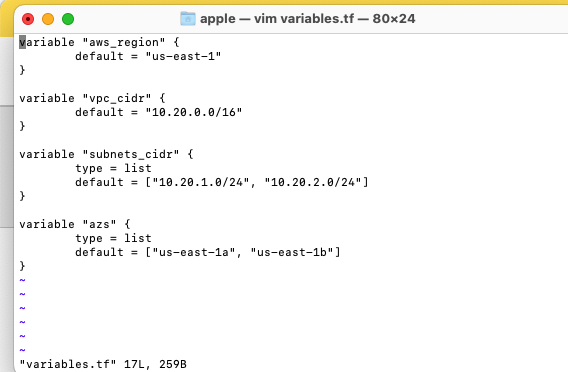 apple — vim variables.tf — 80×24
variable "aws_region" {
        default = "us-east-1"
}

variable "vpc_cidr" {
        default = "10.20.0.0/16"
}

variable "subnets_cidr" {
        type = list
        default = ["10.20.1.0/24", "10.20.2.0/24"]
}

variable "azs" {
        type = list
        default = ["us-east-1a", "us-east-1b"]
}
~
~
~
~
~
~
"variables.tf" 17L, 259B